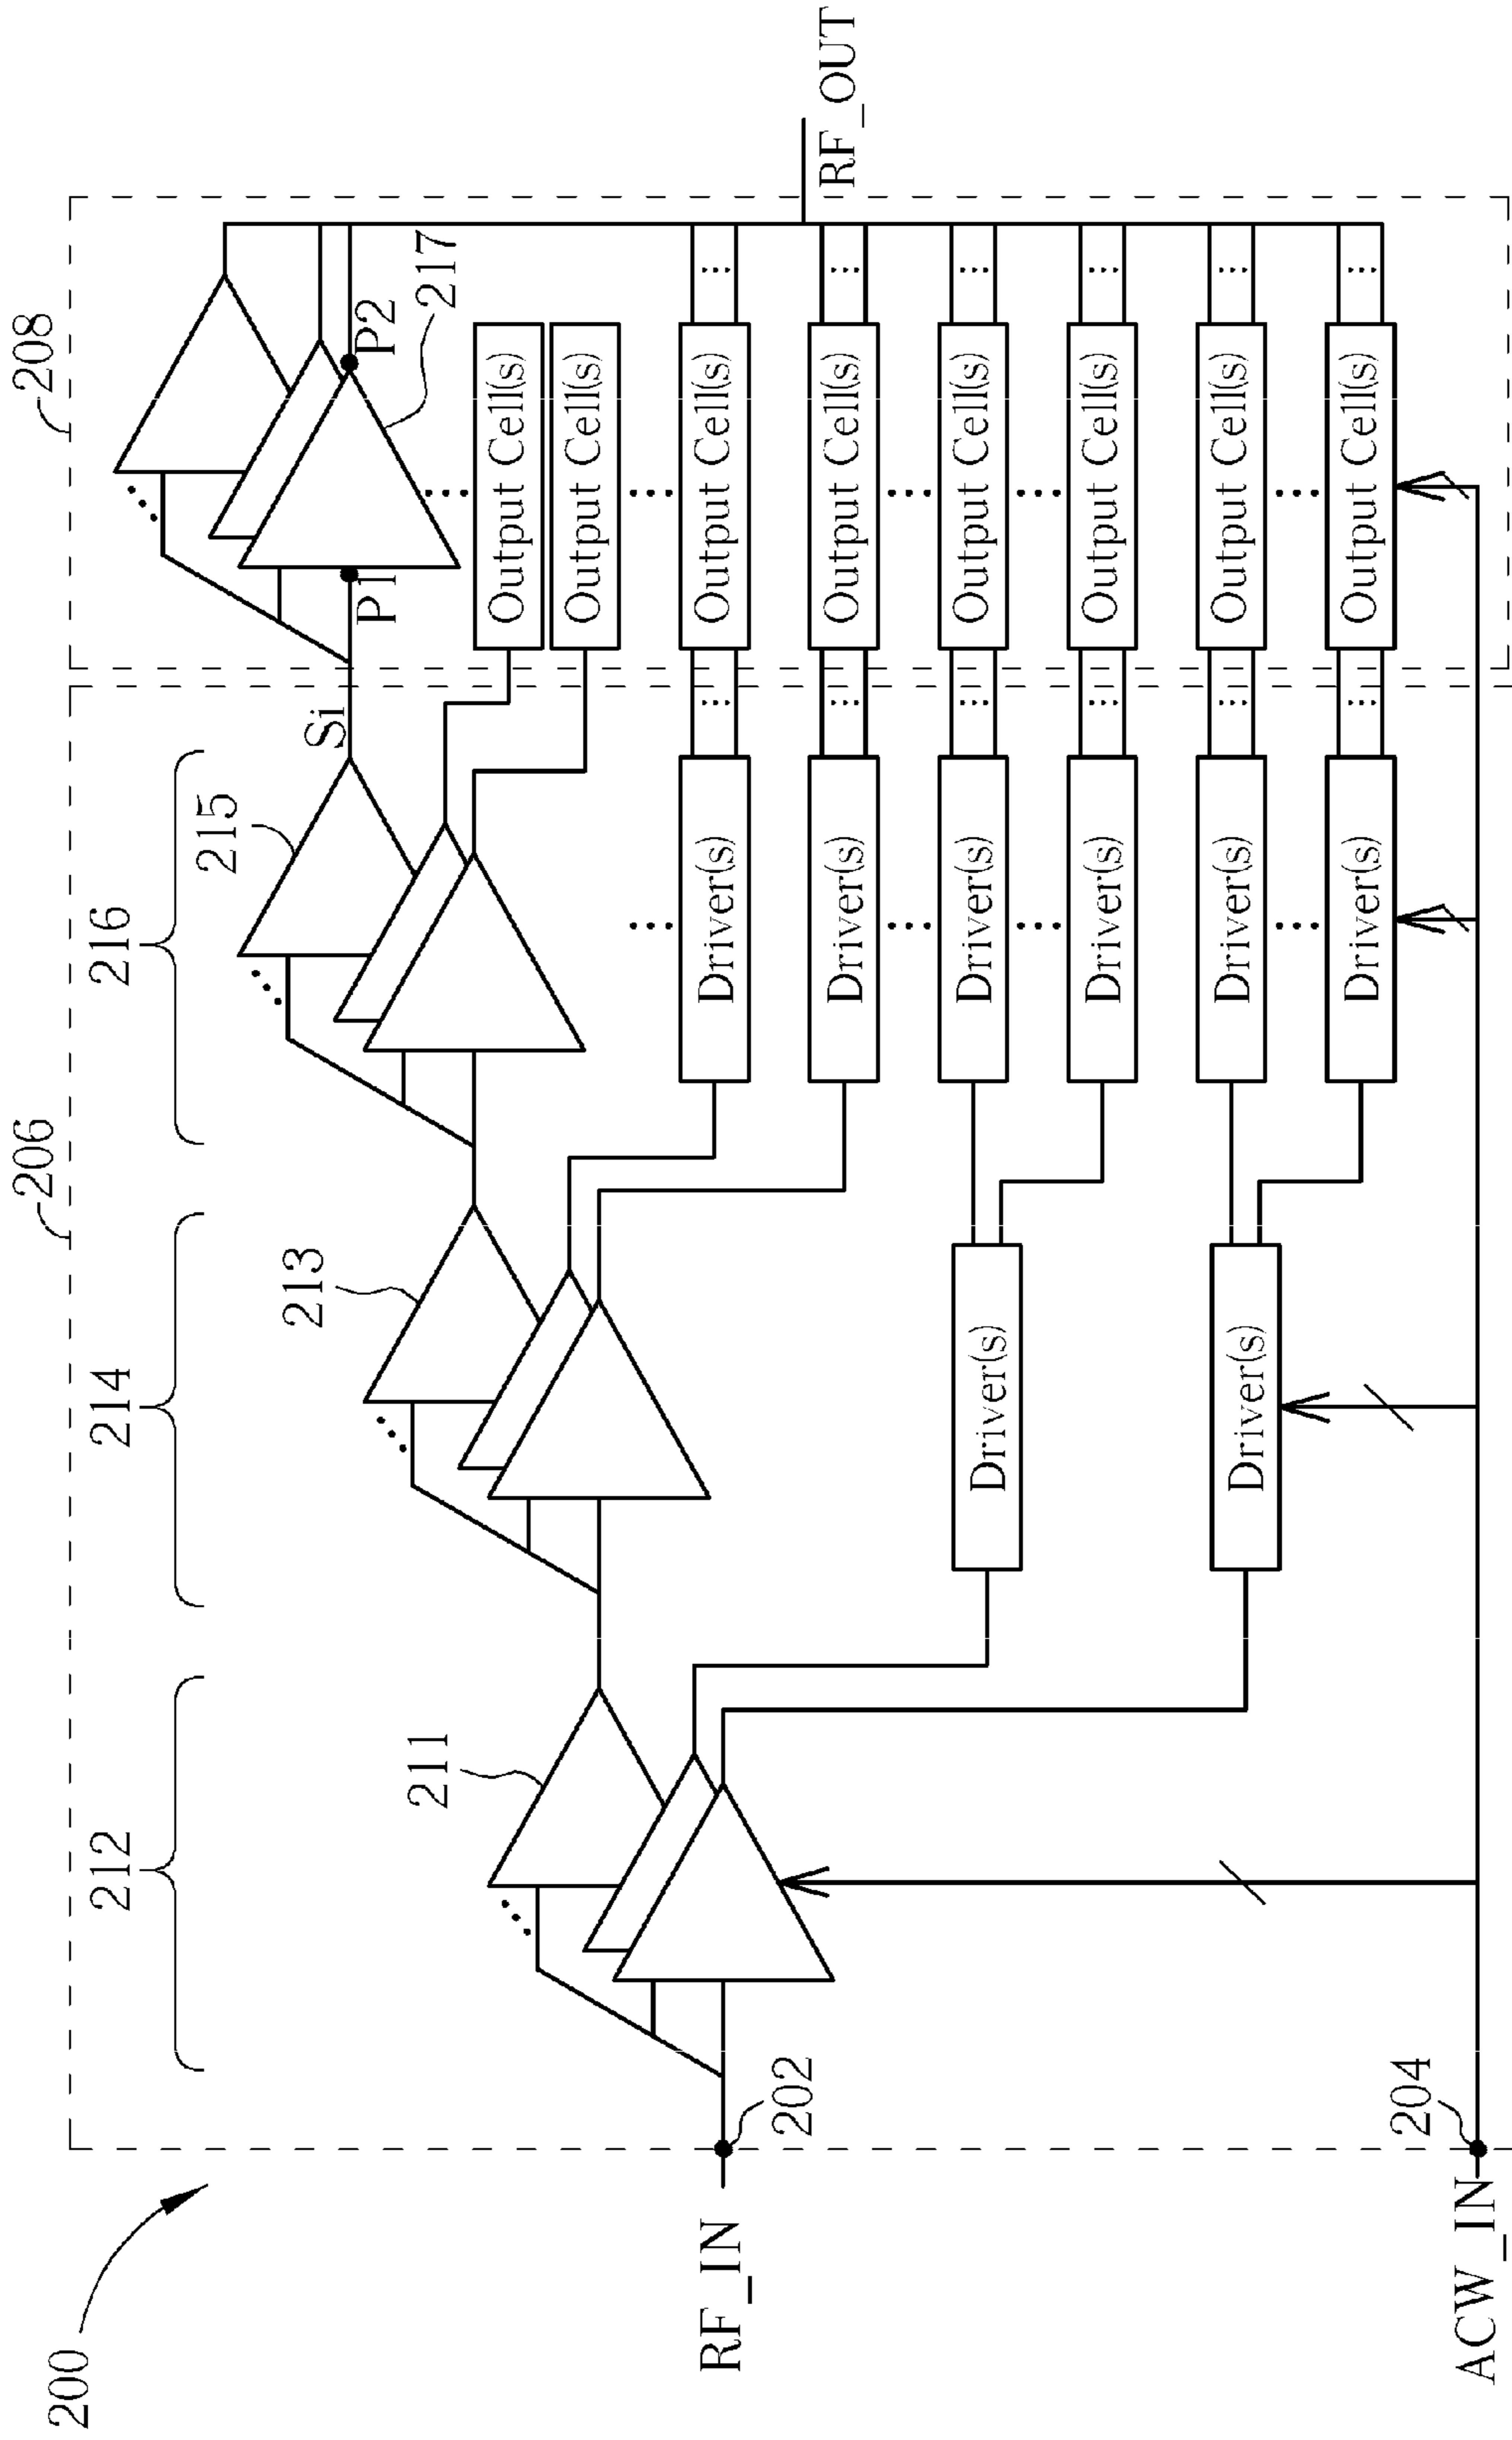 200
206
208
212
214
216
211
213
215
Si
P1
P2
217
Output Cell(s)
Output Cell(s)
Driver(s)
Output Cell(s)
Driver(s)
Output Cell(s)
RF_OUT
RF_IN
202
Driver(s)
Driver(s)
Output Cell(s)
Driver(s)
Output Cell(s)
Driver(s)
Driver(s)
Output Cell(s)
Driver(s)
Output Cell(s)
ACW_IN
204